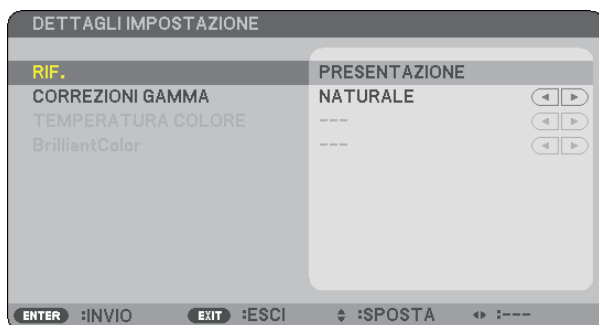 DETTAGLI IMPOSTAZIONE
RIF. PRESENTAZIONE
CORREZIONI GAMMA NATURALE
TEMPERATURA COLORE ---
BrilliantColor ---
ENTER :INVIO EXIT :ESCI :SPOSTA :---